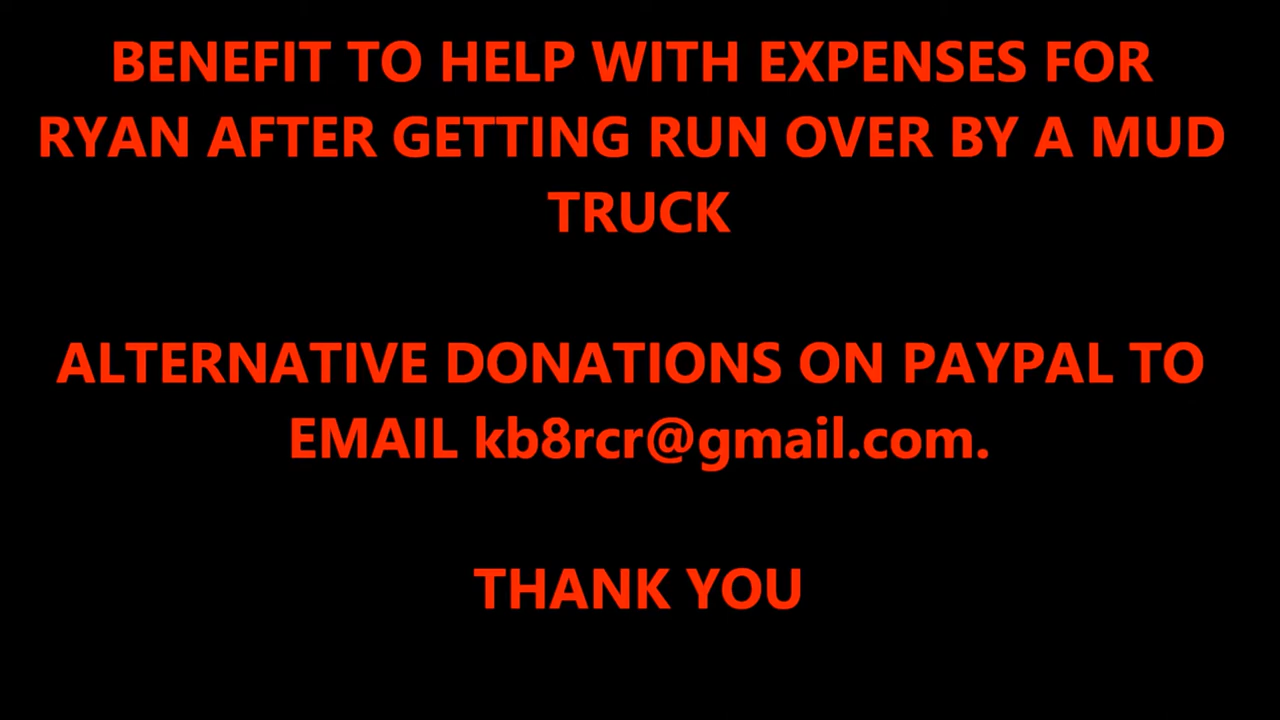 BENEFIT TO HELP WITH EXPENSES FOR
RYAN AFTER GETTING RUN OVER BY A MUD
TRUCK
ALTERNATIVE DONATIONS ON PAYPAL TO
EMAIL kb8rcr@gmail.com.
THANK YOU